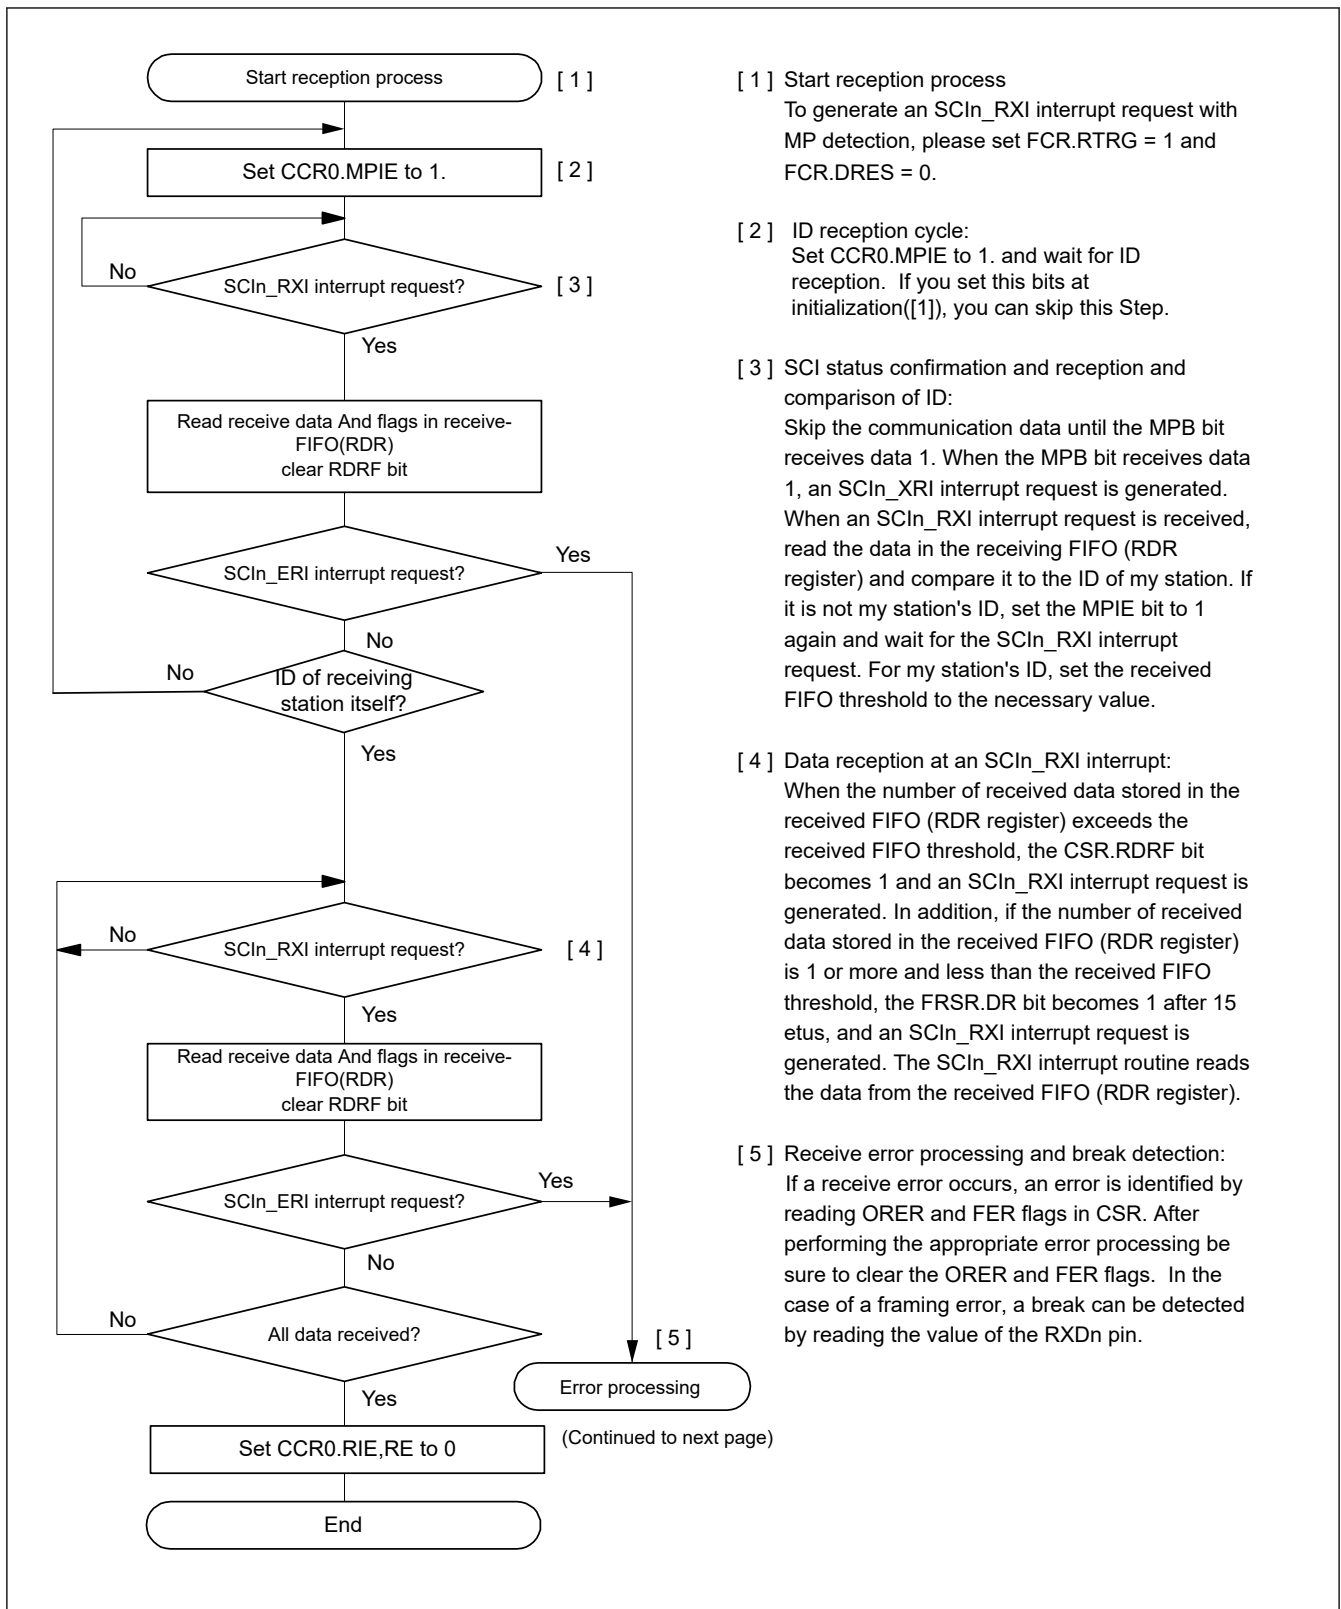 Start reception process
[ 1 ]
Set CCR0.MPIE to 1.
[ 2 ]
No
SCIn_RXI interrupt request?
[ 3 ]
Yes
Read receive data And flags in receive-
FIFO(RDR)
clear RDRF bit
SCIn_ERI interrupt request?
Yes
No
No
ID of receiving
station itself?
Yes
No
SCIn_RXI interrupt request?
[ 4 ]
Yes
Read receive data And flags in receive-
FIFO(RDR)
clear RDRF bit
SCIn_ERI interrupt request?
Yes
No
No
All data received?
[ 5 ]
Error processing
(Continued to next page)
Yes
Set CCR0.RIE,RE to 0
End
[ 1 ] Start reception process
To generate an SCIn_RXI interrupt request with
MP detection, please set FCR.RTRG = 1 and
FCR.DRES = 0.
[ 2 ] ID reception cycle:
Set CCR0.MPIE to 1. and wait for ID
reception. If you set this bits at
initialization([1]), you can skip this Step.
[ 3 ] SCI status confirmation and reception and
comparison of ID:
Skip the communication data until the MPB bit
receives data 1. When the MPB bit receives data
1, an SCIn_XRI interrupt request is generated.
When an SCIn_RXI interrupt request is received,
read the data in the receiving FIFO (RDR
register) and compare it to the ID of my station. If
it is not my station's ID, set the MPIE bit to 1
again and wait for the SCIn_RXI interrupt
request. For my station's ID, set the received
FIFO threshold to the necessary value.
[ 4 ] Data reception at an SCIn_RXI interrupt:
When the number of received data stored in the
received FIFO (RDR register) exceeds the
received FIFO threshold, the CSR.RDRF bit
becomes 1 and an SCIn_RXI interrupt request is
generated. In addition, if the number of received
data stored in the received FIFO (RDR register)
is 1 or more and less than the received FIFO
threshold, the FRSR.DR bit becomes 1 after 15
etus, and an SCIn_RXI interrupt request is
generated. The SCIn_RXI interrupt routine reads
the data from the received FIFO (RDR register).
[ 5 ] Receive error processing and break detection:
If a receive error occurs, an error is identified by
reading ORER and FER flags in CSR. After
performing the appropriate error processing be
sure to clear the ORER and FER flags. In the
case of a framing error, a break can be detected
by reading the value of the RXDn pin.